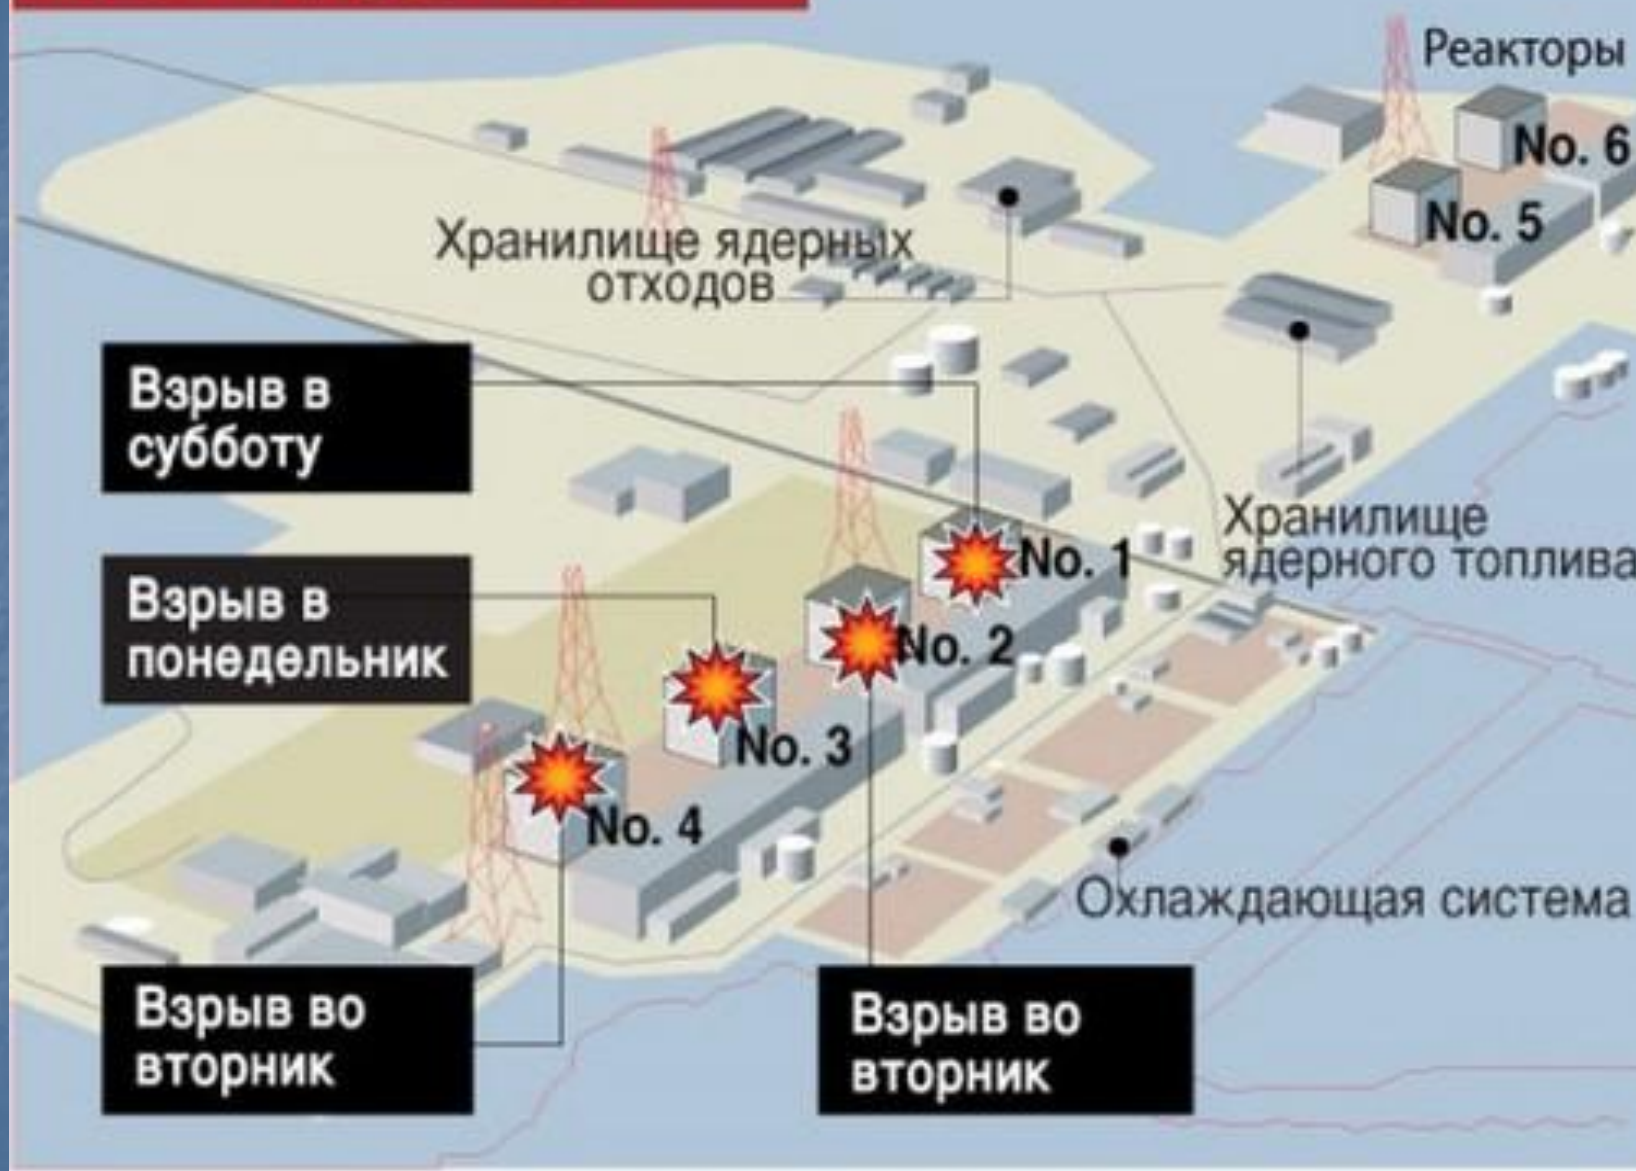 Реакторы
No. 6
No. 5
Хранилище ядерных
отходов
Взрыв в
субботу
No. 1
Хранилище
ядерного топлива
Взрыв в
понедельник
No. 2
No. 3
No. 4
Охлаждающая система
Взрыв во
вторник
Взрыв во
вторник